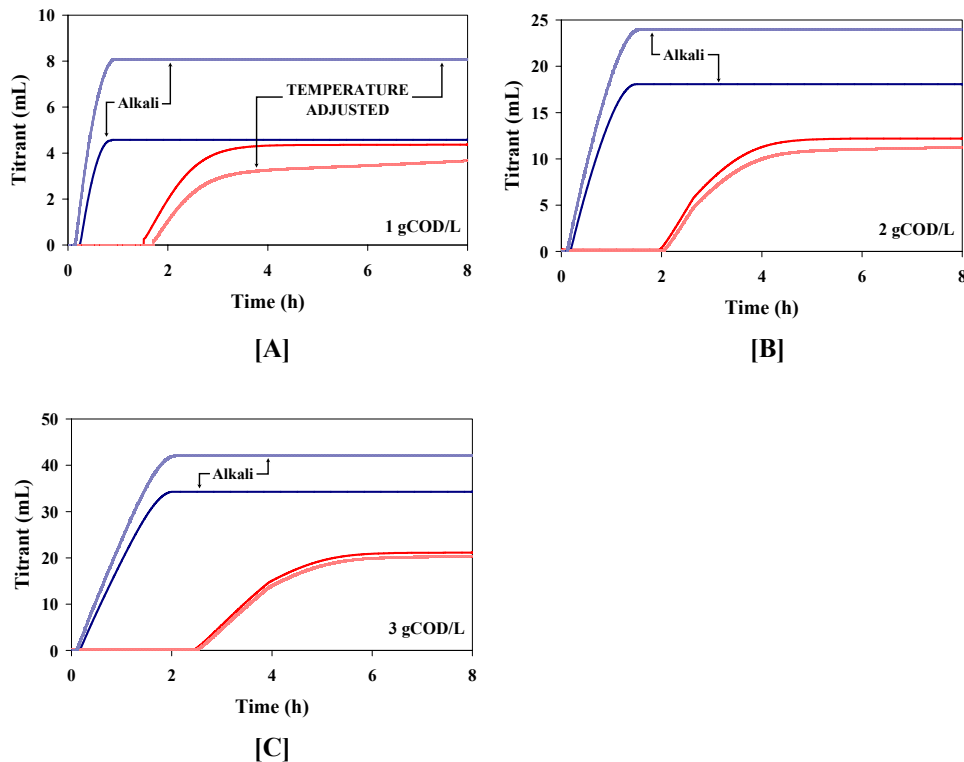 10
8
6
4
2
0
Titrant (mL)
Alkali
TEMPERATURE
ADJUSTED
1 gCOD/L
0 2 4 6 8
Time (h)
[A]
25
20
15
10
5
0
Titrant (mL)
Alkali
2 gCOD/L
0 2 4 6 8
Time (h)
[B]
50
40
30
20
10
0
Titrant (mL)
Alkali
3 gCOD/L
0 2 4 6 8
Time (h)
[C]